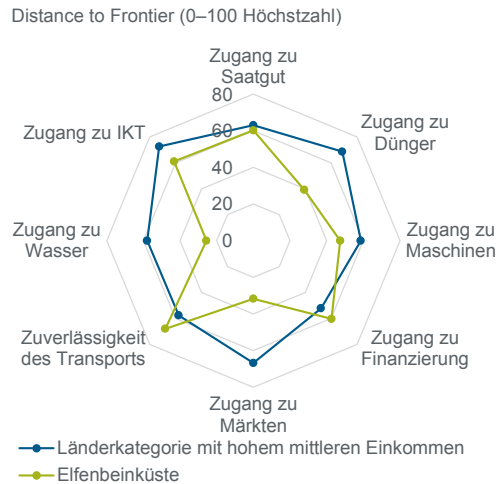 Distance to Frontier (0–100 Höchstzahl)
Zugang zu
Saatgut
80
60
40
20
0
Zugang zu
Dünger
Zugang zu
Maschinen
Zugang zu
Finanzierung
Zugang zu
Märkten
Zuverlässigkeit
des Transports
Zugang zu
Wasser
Zugang zu IKT
Länderkategorie mit hohem mittleren Einkommen
Elfenbeinküste